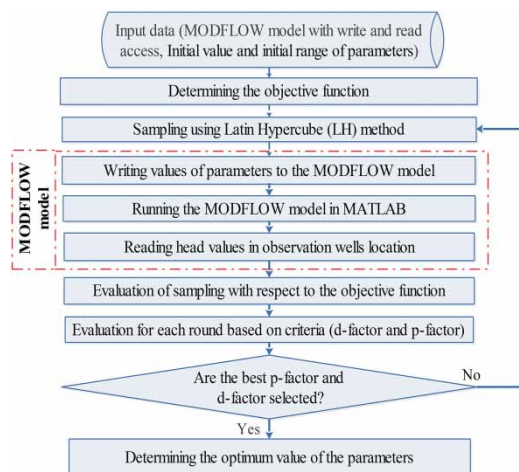 Input data (MODFLOW model with write and read
access, Initial value and initial range of parameters)
Determining the objective function
Sampling using Latin Hypercube (LH) method
MODFLOW
model
Writing values of parameters to the MODFLOW model
Running the MODFLOW model in MATLAB
Reading head values in observation wells location
Evaluation of sampling with respect to the objective function
Evaluation for each round based on criteria (d-factor and p-factor)
Are the best p-factor and
d-factor selected?
No
Yes
Determining the optimum value of the parameters